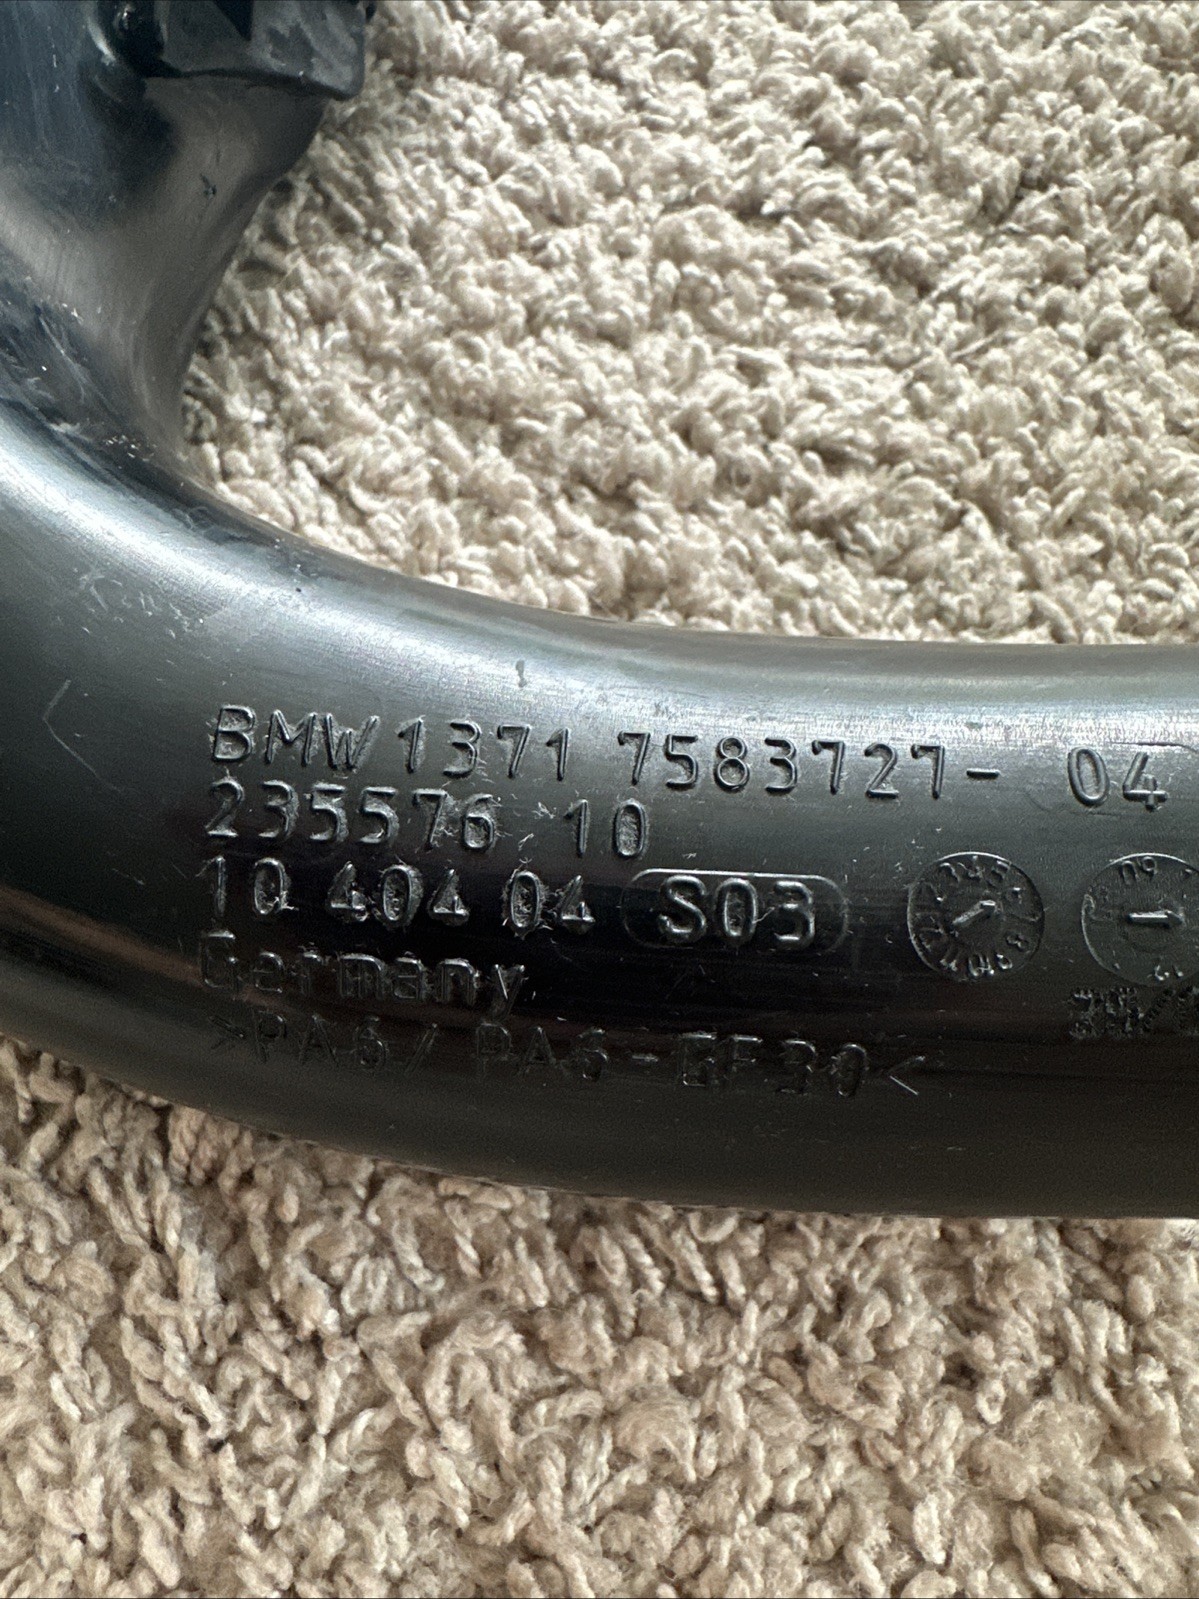 BMW 1371 7583727- 04
235576 10
10 404 04 S03
Germany
>PA6/ PA6-GF30<